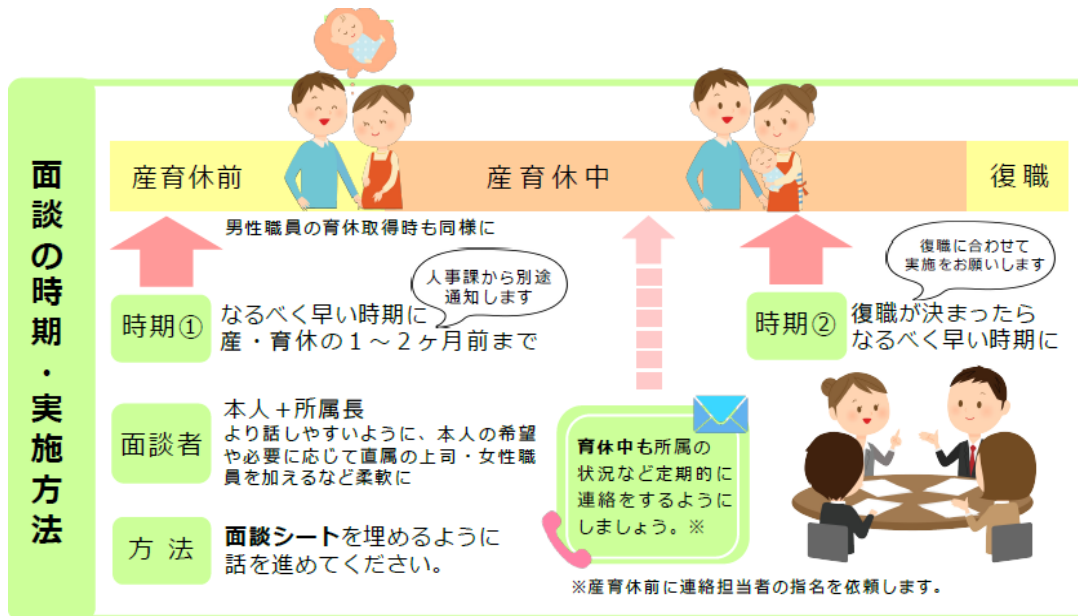 面談の時期・実施方法
産育休前
産育休中
復職
男性職員の育休取得時も同様に
人事課から別途
通知します
時期①
なるべく早い時期に
産・育休の１～２ヶ月前まで
復職に合わせて
実施をお願いします
時期②
復職が決まったら
なるべく早い時期に
面談者
本人＋所属長
より話しやすいように、本人の希望
や必要に応じて直属の上司・女性職
員を加えるなど柔軟に
方法
面談シートを埋めるように
話を進めてください。
育休中も所属の
状況など定期的に
連絡をするように
しましょう。※
※産育休前に連絡担当者の指名を依頼します。